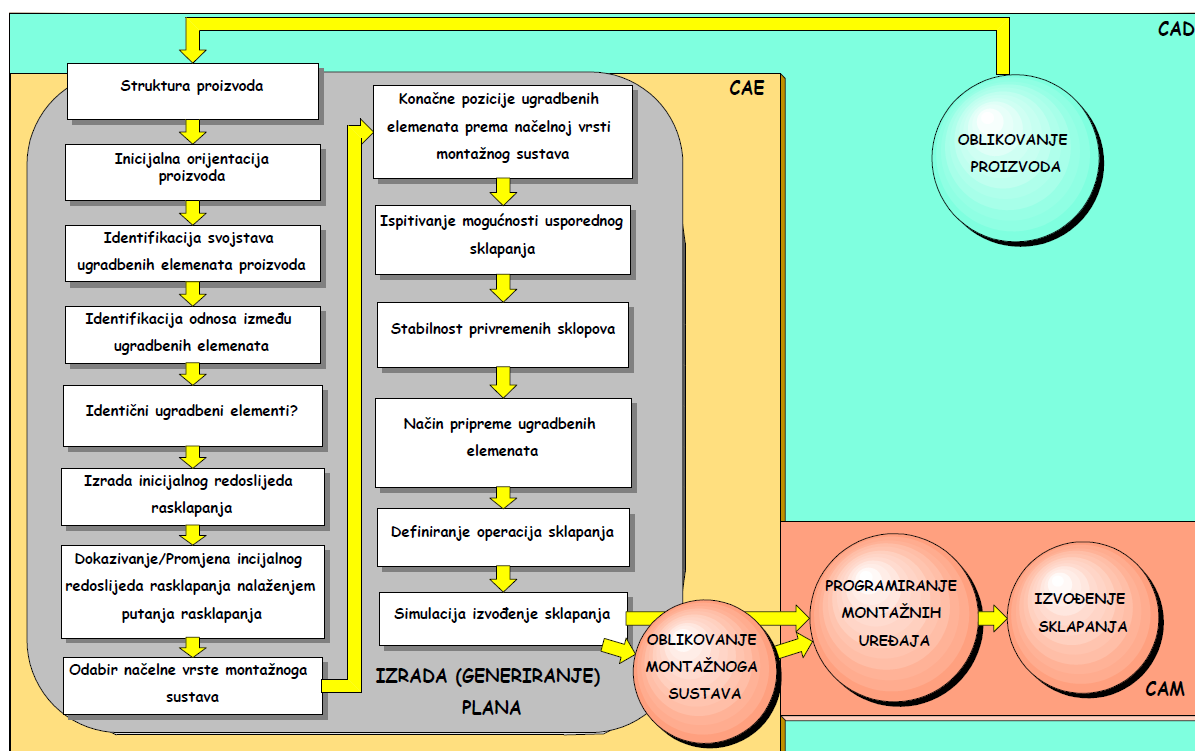 CAD
CAE
OBLIKOVANJE
PROIZVODA
Struktura proizvoda
Inicijalna orijentacija
proizvoda
Identifikacija svojstava
ugradbenih elemenata proizvoda
Identifikacija odnosa između
ugradbenih elemenata
Identični ugradbeni elementi?
Izrada inicijalnog redoslijeda
rasklapanja
Dokazivanje/Promjena incijalnog
redoslijeda rasklapanja nalaženjem
putanja rasklapanja
Odabir načelne vrste montažnoga
sustava
Konačne pozicije ugradbenih
elemenata prema načelnoj vrsti
montažnog sustava
Ispitivanje mogućnosti usporednog
sklapanja
Stabilnost privremenih sklopova
Način pripreme ugradbenih
elemenata
Definiranje operacija sklapanja
Simulacija izvođenje sklapanja
IZRADA (GENERIRANJE)
PLANA
OBLIKOVANJE
MONTAŽNOGA
SUSTAVA
PROGRAMIRANJE
MONTAŽNIH
UREĐAJA
IZVOĐENJE
SKLAPANJA
CAM